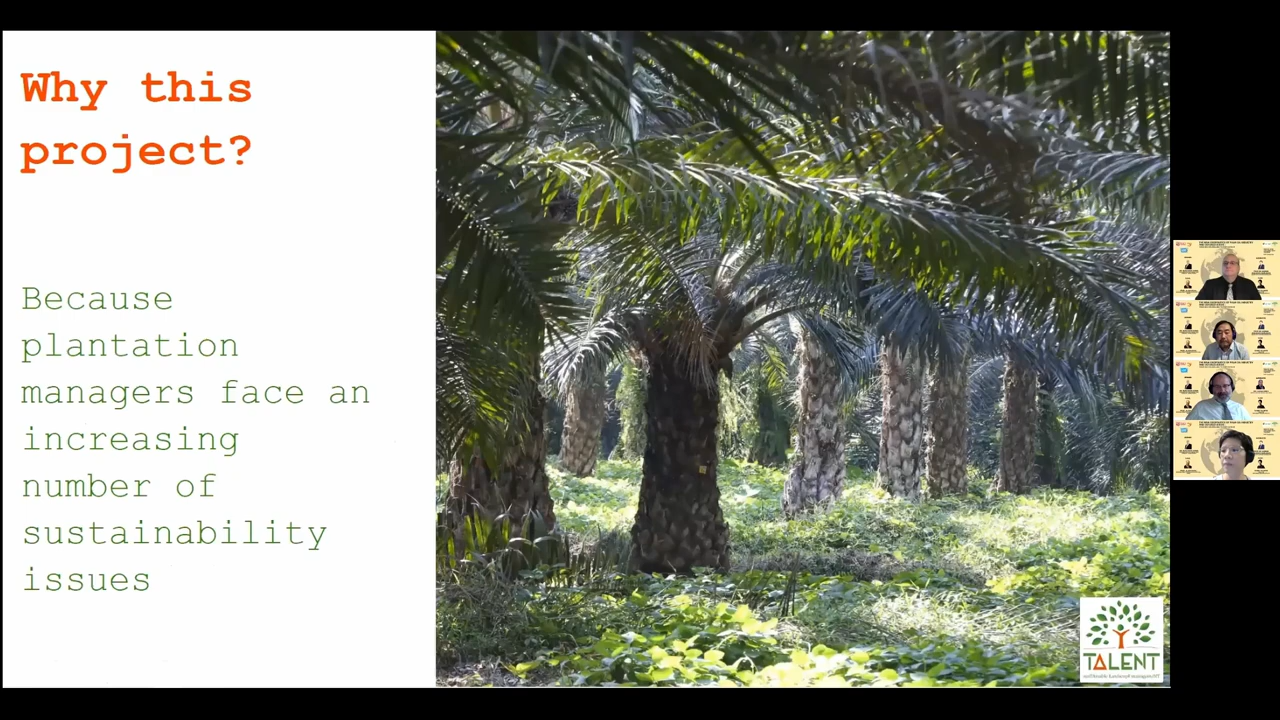 Why this
project?
Because
plantation
managers face an
increasing
number of
sustainability
issues
TALENT